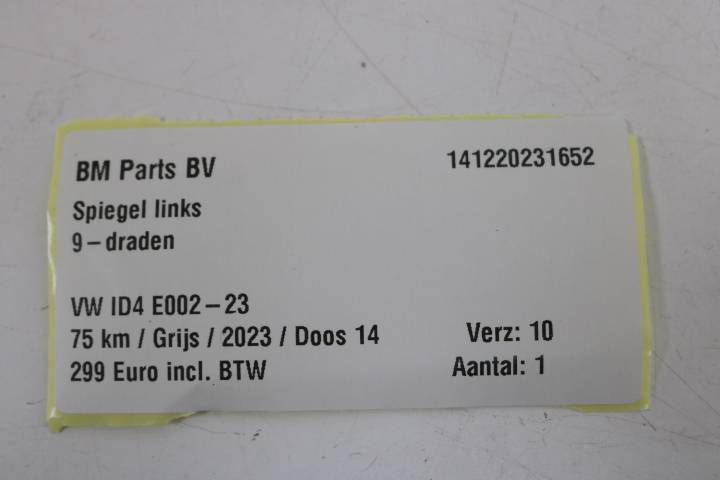 BM Parts BV 141220231652
Spiegel links
9-draden
VW ID4 E002-23
75 km / Grijs / 2023 / Doos 14 Verz: 10
299 Euro incl. BTW Aantal: 1